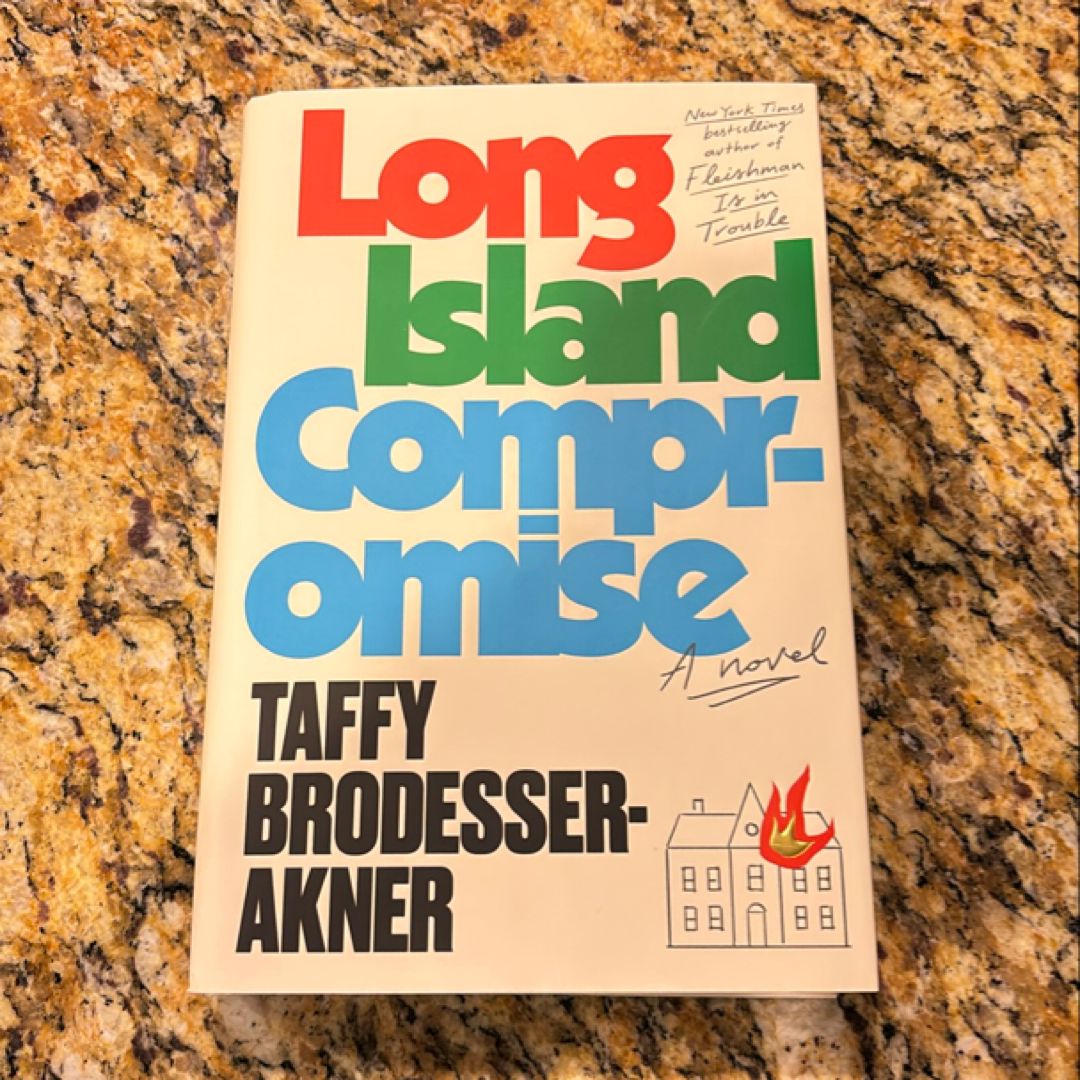 Long
Island
Compr-
omise
New York Times
bestselling
author of
Fleishman
Is in
Trouble
A novel
TAFFY
BRODESSER-
AKNER